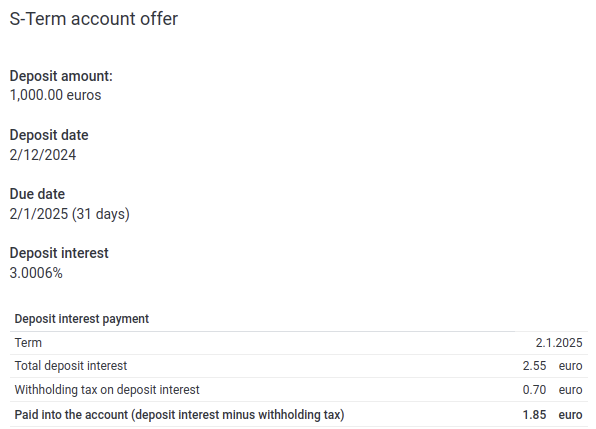 S-Term account offer
Deposit amount:
1,000.00 euros
Deposit date
2/12/2024
Due date
2/1/2025 (31 days)
Deposit interest
3.0006%
Deposit interest payment
Term 2.1.2025
Total deposit interest 2.55 euro
Withholding tax on deposit interest 0.70 euro
Paid into the account (deposit interest minus withholding tax) 1.85 euro